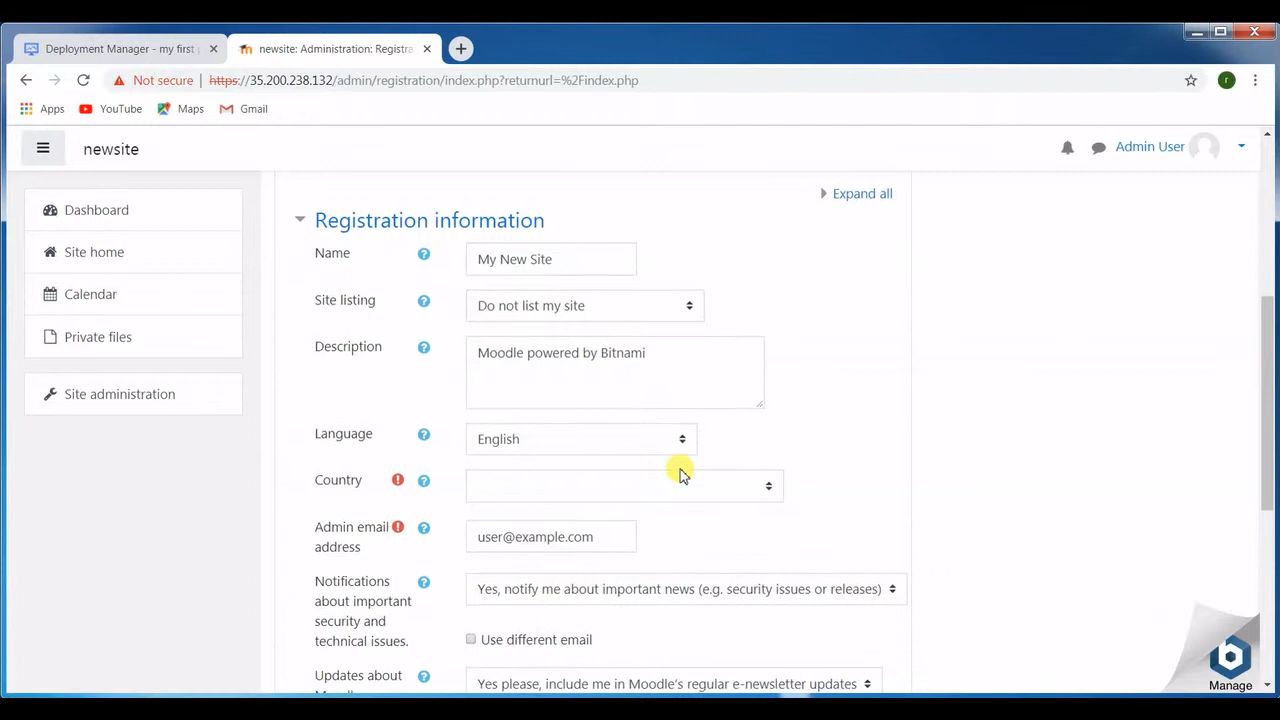 Deployment Manager - my first
newsite: Administration: Registra
Not secure | https://35.200.238.132/admin/registration/index.php?returnurl=%2Findex.php
r
Apps YouTube Maps Gmail
newsite
Admin User
Dashboard
Site home
Calendar
Private files
Site administration
Expand all
Registration information
Name
My New Site
Site listing
Do not list my site
Description
Moodle powered by Bitnami
Language
English
Country
Admin email
address
user@example.com
Notifications
about important
security and
technical issues.
Yes, notify me about important news (e.g. security issues or releases)
Use different email
Updates about
Yes please, include me in Moodle's regular e-newsletter updates
b
Manage